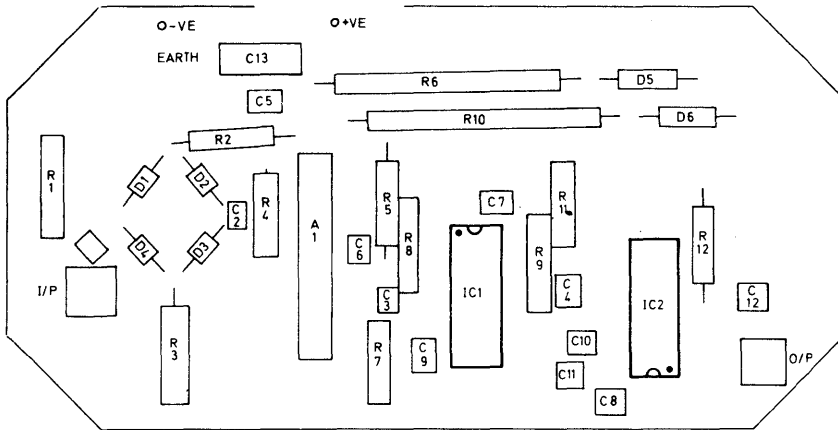 O-VE
O+VE
EARTH
C13
R6
D5
C5
R10
D6
R2
R1
D1
D2
C2
R4
A1
R5
R8
C7
R11
R9
R12
D4
D3
C6
I/P
IC1
C4
IC2
C12
C3
R3
R7
C9
C10
O/P
C11
C8